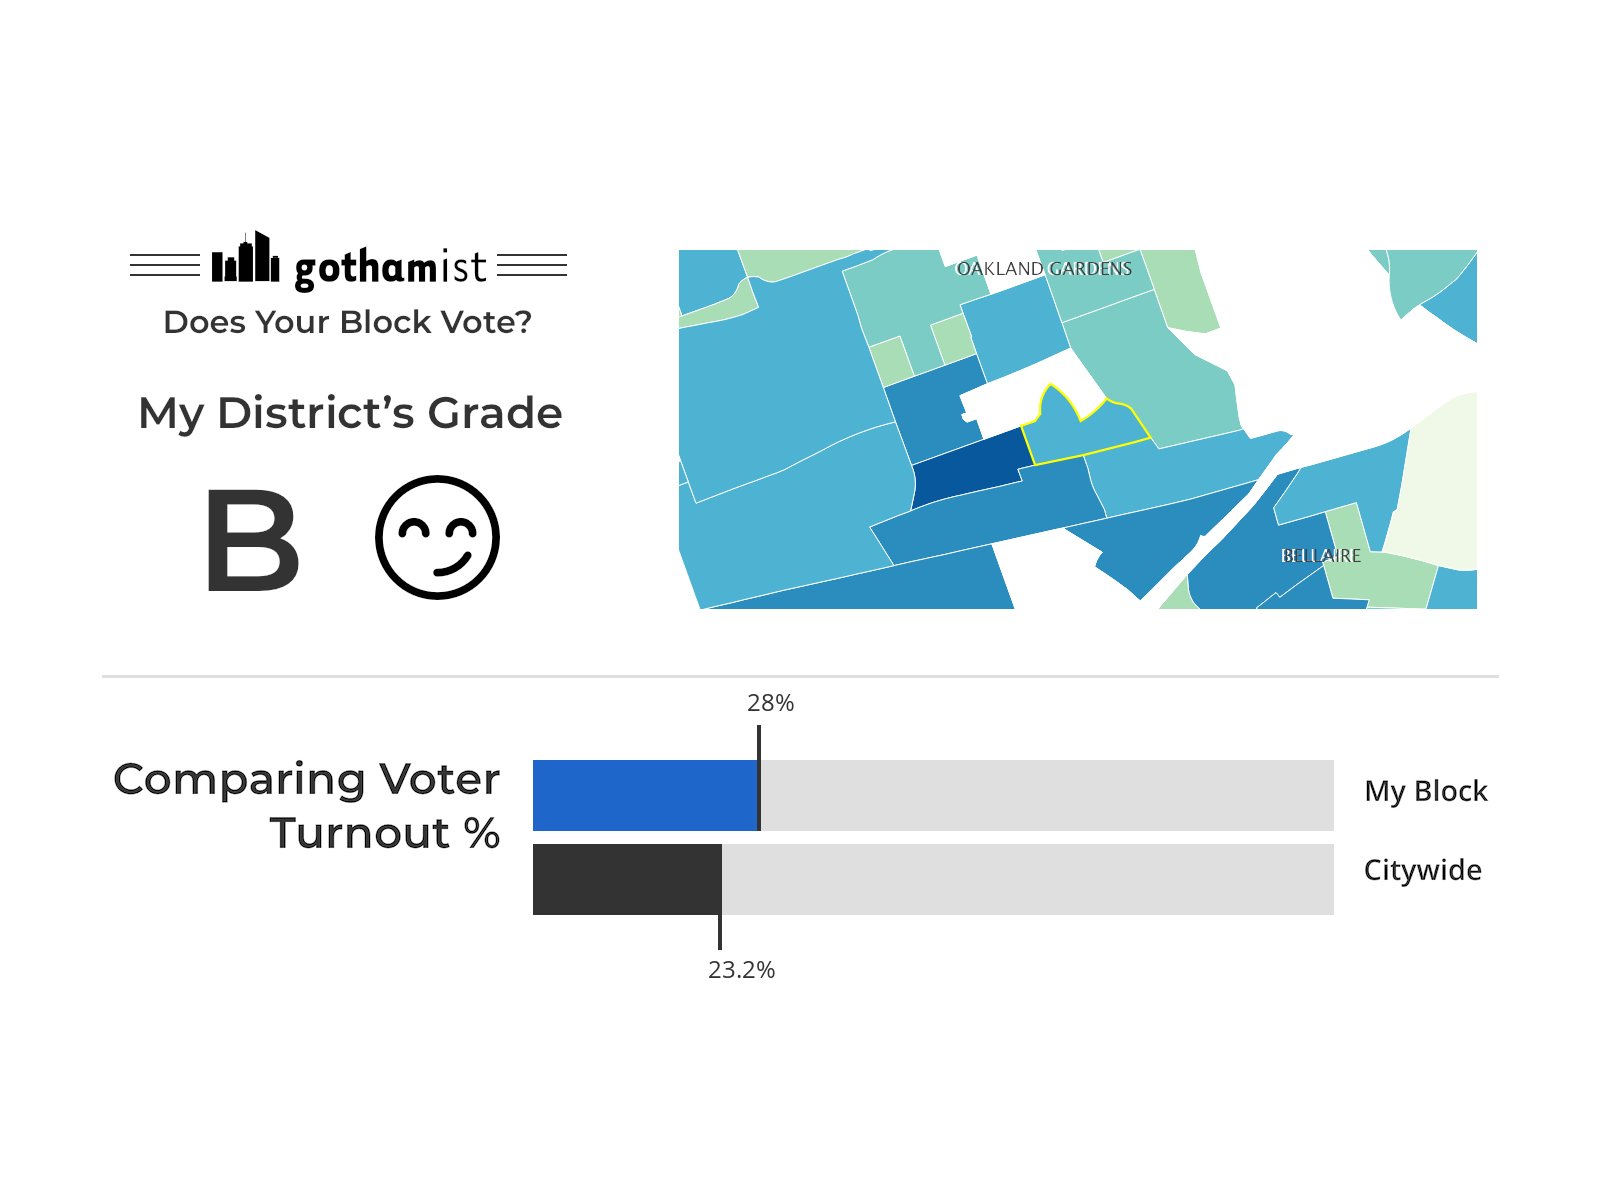 gothamist
Does Your Block Vote?
My District's Grade
B
OAKLAND GARDENS
BELLAIRE
28%
Comparing Voter
Turnout %
My Block
Citywide
23.2%